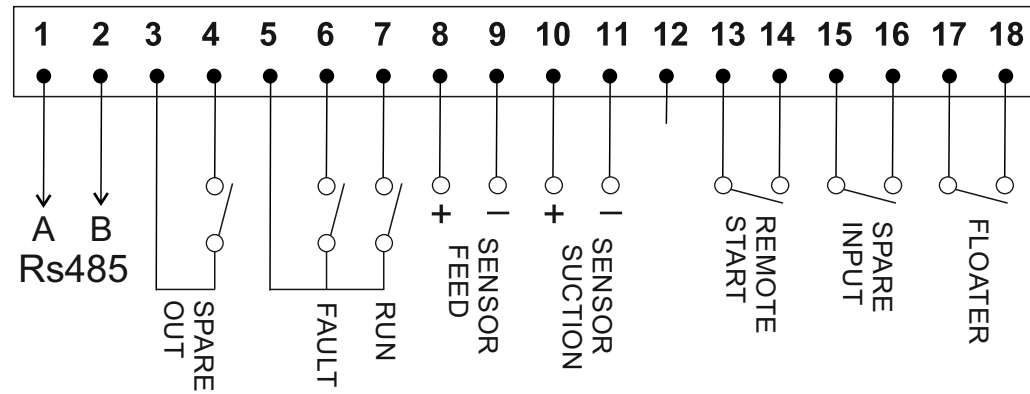 1 2 3 4 5 6 7 8 9 10 11 12 13 14 15 16 17 18
A B
Rs485
SPARE
OUT
FAULT
RUN
+ –
SENSOR
FEED
+ –
SENSOR
SUCTION
REMOTE
START
SPARE
INPUT
FLOATER